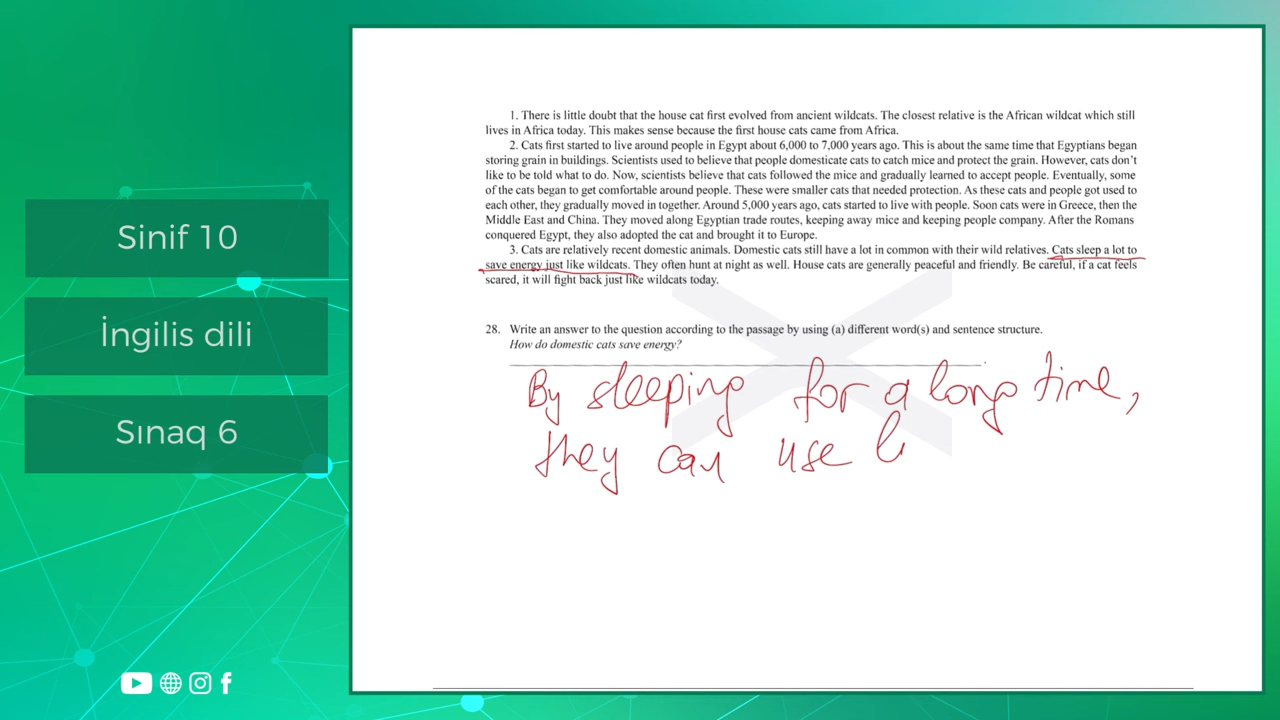 Sinif 10
İngilis dili
Sınaq 6
1. There is little doubt that the house cat first evolved from ancient wildcats. The closest relative is the African wildcat which still
lives in Africa today. This makes sense because the first house cats came from Africa.
2. Cats first started to live around people in Egypt about 6,000 to 7,000 years ago. This is about the same time that Egyptians began
storing grain in buildings. Scientists used to believe that people domesticate cats to catch mice and protect the grain. However, cats don't
like to be told what to do. Now, scientists believe that cats followed the mice and gradually learned to accept people. Eventually, some
of the cats began to get comfortable around people. These were smaller cats that needed protection. As these cats and people got used to
each other, they gradually moved in together. Around 5,000 years ago, cats started to live with people. Soon cats were in Greece, then the
Middle East and China. They moved along Egyptian trade routes, keeping away mice and keeping people company. After the Romans
conquered Egypt, they also adopted the cat and brought it to Europe.
3. Cats are relatively recent domestic animals. Domestic cats still have a lot in common with their wild relatives. Cats sleep a lot to
save energy just like wildcats. They often hunt at night as well. House cats are generally peaceful and friendly. Be careful, if a cat feels
scared, it will fight back just like wildcats today.
28. Write an answer to the question according to the passage by using (a) different word(s) and sentence structure.
How do domestic cats save energy?
By sleeping for a long time,
they can use